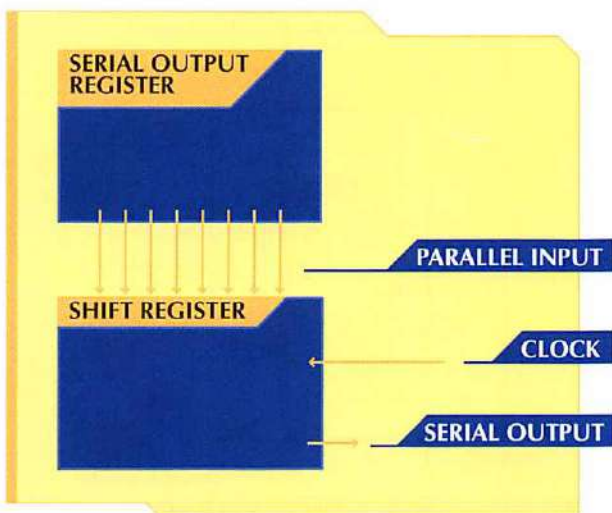 SERIAL OUTPUT
REGISTER
PARALLEL INPUT
SHIFT REGISTER
CLOCK
SERIAL OUTPUT